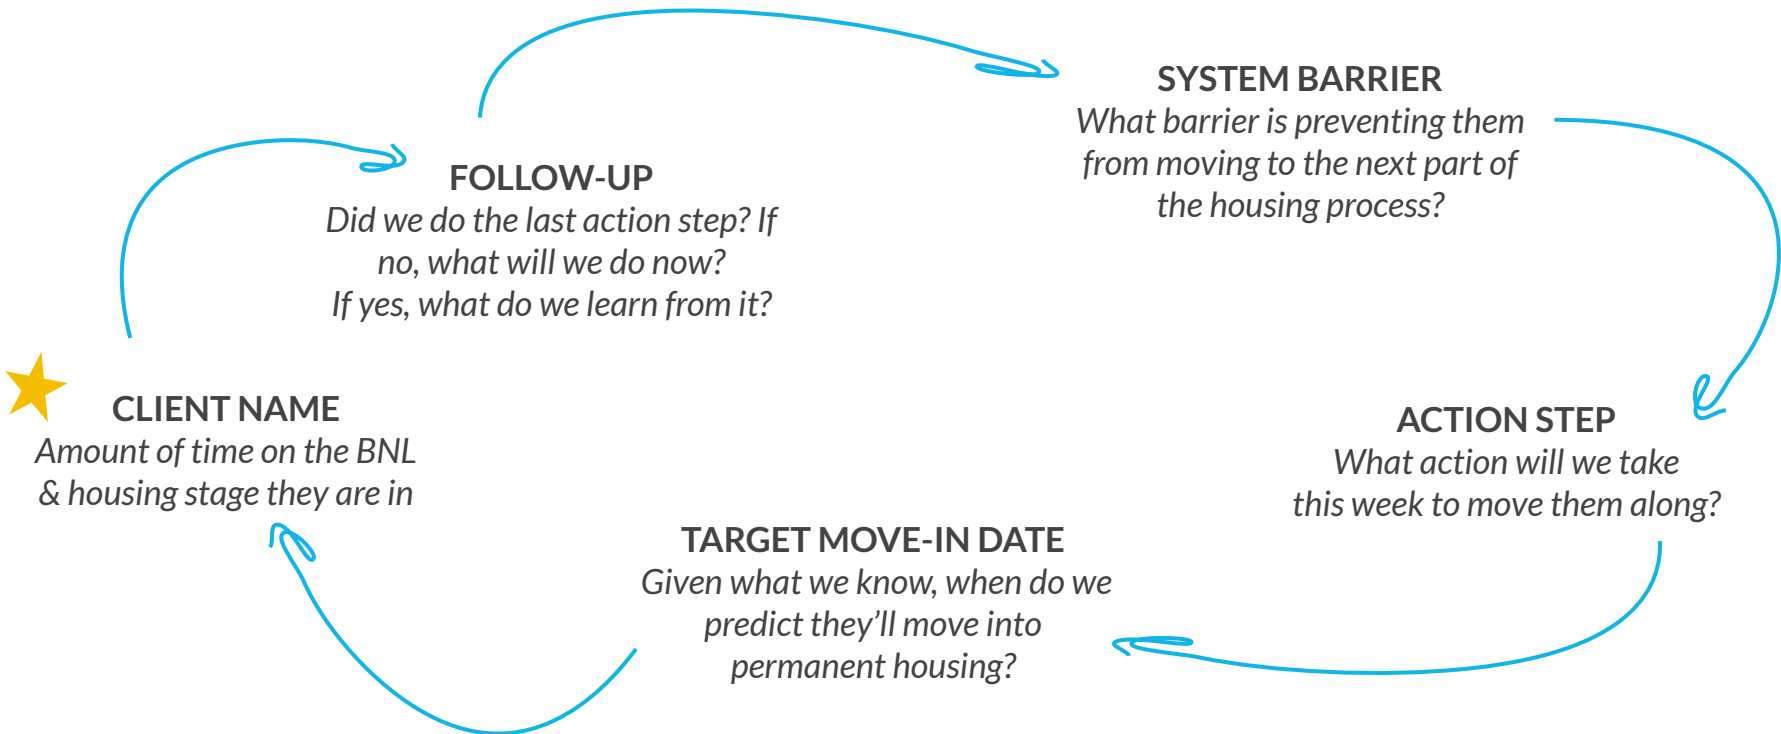 CLIENT NAME
Amount of time on the BNL
& housing stage they are in
FOLLOW-UP
Did we do the last action step? If
no, what will we do now?
If yes, what do we learn from it?
SYSTEM BARRIER
What barrier is preventing them
from moving to the next part of
the housing process?
ACTION STEP
What action will we take
this week to move them along?
TARGET MOVE-IN DATE
Given what we know, when do we
predict they’ll move into
permanent housing?